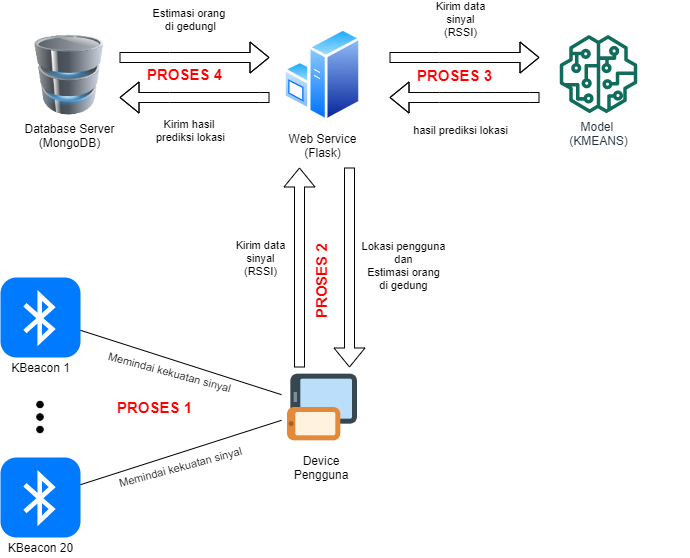 Estimasi orang
di gedungl
PROSES 4
Kirim hasil
prediksi lokasi
Database Server
(MongoDB)
Web Service
(Flask)
Kirim data
sinyal
(RSSI)
PROSES 3
hasil prediksi lokasi
Model
(KMEANS)
Kirim data
sinyal
(RSSI)
PROSES 2
Lokasi pengguna
dan
Estimasi orang
di gedung
KBeacon 1
Memindai kekuatan sinyal
PROSES 1
Memindai kekuatan sinyal
KBeacon 20
Device
Pengguna